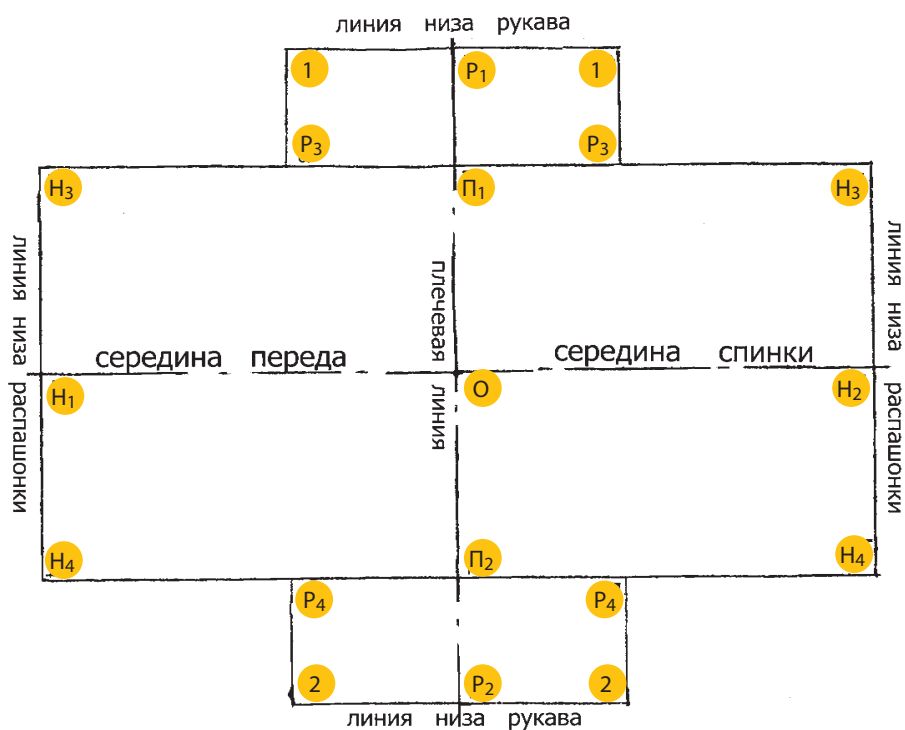 линия низа рукава
1 Р1 1
Р3 Р3
Н3 П1 Н3
линия низа распашонки
плечевая линия
линия низа распашонки
середина переда
середина спинки
Н1 О Н2
Н4 П2 Н4
Р4 Р4
2 Р2 2
линия низа рукава